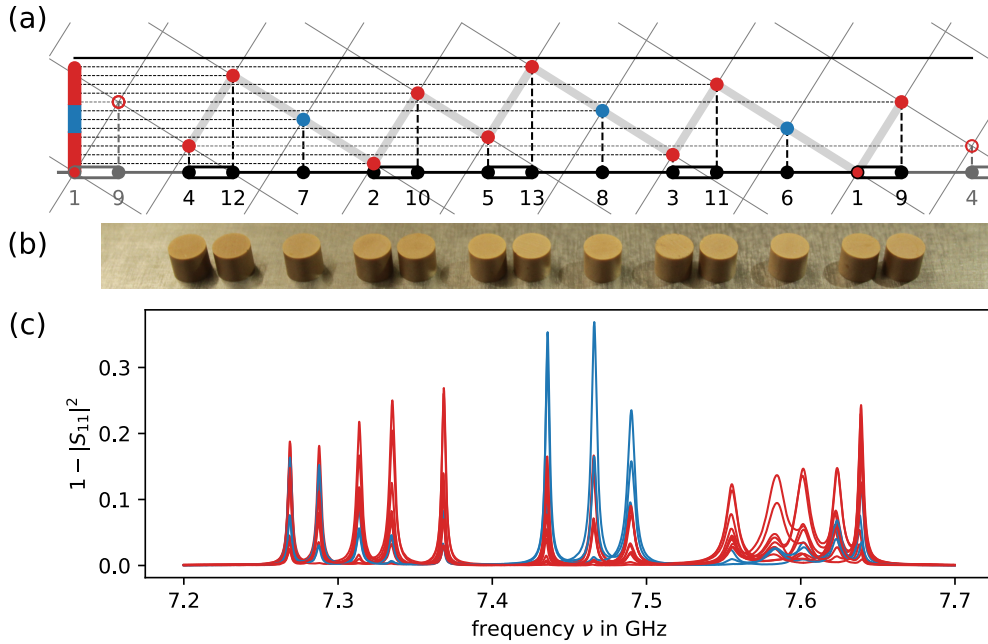 (a)
1 9 4 12 7 2 10 5 13 8 3 11 6 1 9 4
(b)
(c)
1 − |S₁₁|²
0.3
0.2
0.1
0.0
7.2 7.3 7.4 7.5 7.6 7.7
frequency ν in GHz